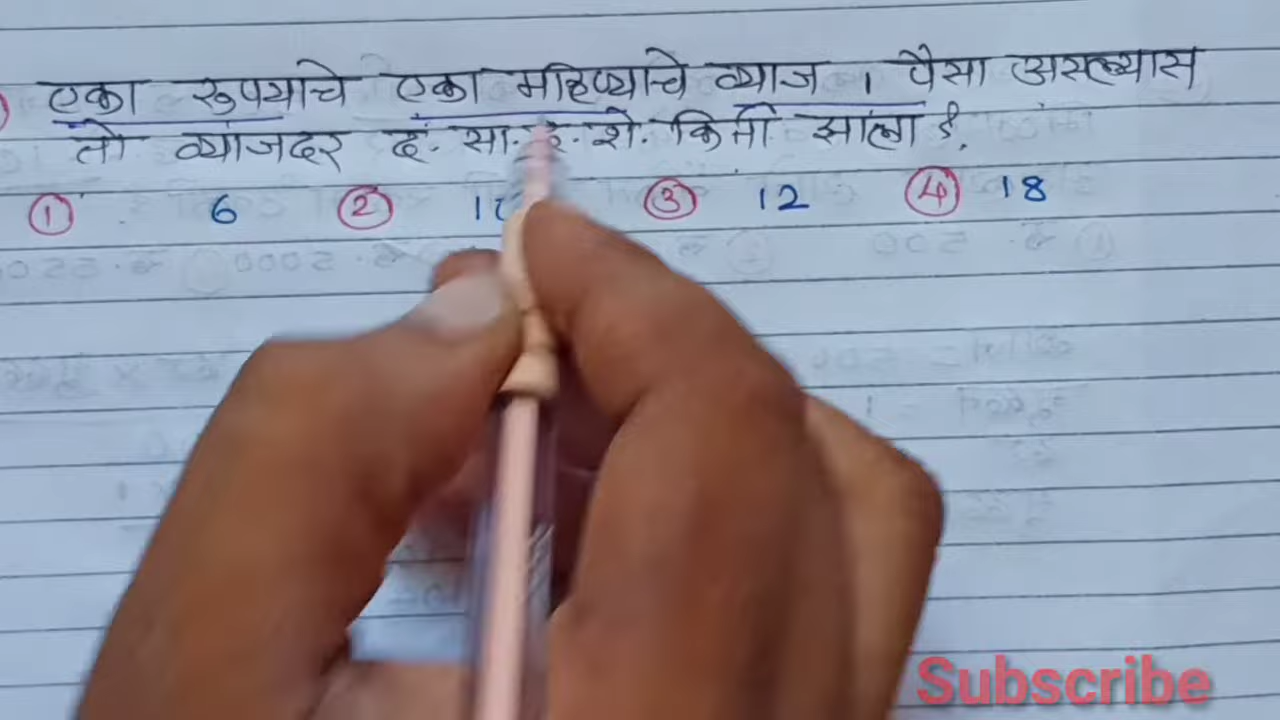 एका रुपयाचे एका महिण्याचे व्याज 1 पैसा असल्यास
तो व्याजदर द. सा. द. शे. किती झाला ?
① 6 ② ③ 12 ④ 18
Subscribe